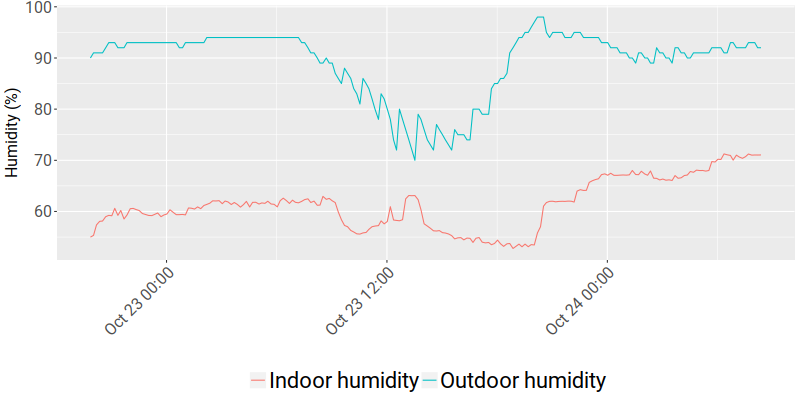 100
90
80
70
60
Humidity (%)
Oct 23 00:00
Oct 23 12:00
Oct 24 00:00
Indoor humidity
Outdoor humidity